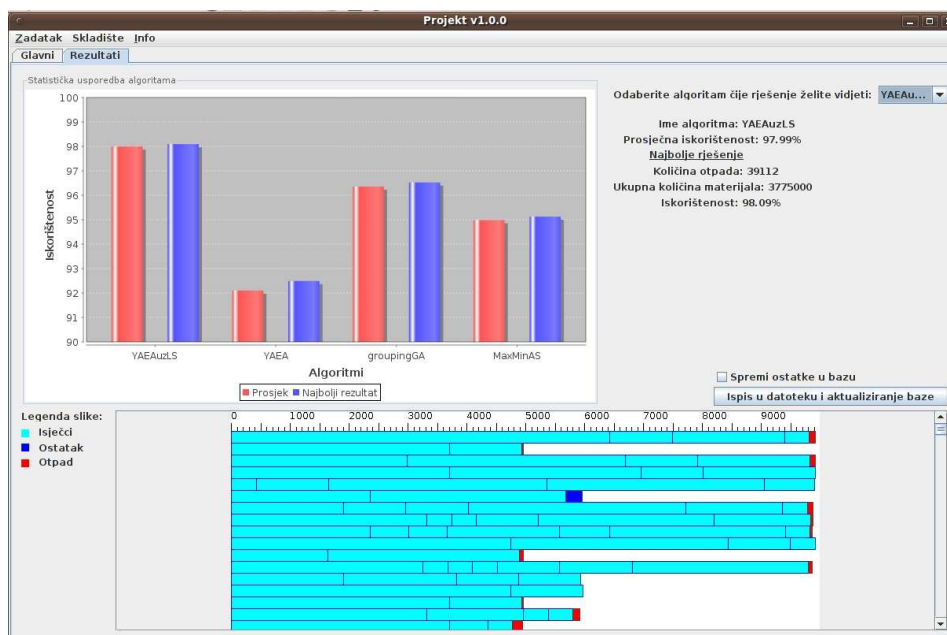 Projekt v1.0.0
Zadatak Skladište Info
Glavni Rezultati
Statistička usporedba algoritama
100
99
98
97
96
95
94
93
92
91
90
Iskorištenost
YAEAuzLS YAEA groupingGA MaxMinAS
Algoritmi
Prosjek Najbolji rezultat
Odaberite algoritam čije rješenje želite vidjeti: YAEAu...
Ime algoritma: YAEAuzLS
Prosječna iskorištenost: 97.99%
Najbolje rješenje
Količina otpada: 39112
Ukupna količina materijala: 3775000
Iskorištenost: 98.09%
Spremi ostatke u bazu
Ispis u datoteku i aktualiziranje baze
Legenda slike:
Isječci
Ostatak
Otpad
0 1000 2000 3000 4000 5000 6000 7000 8000 9000